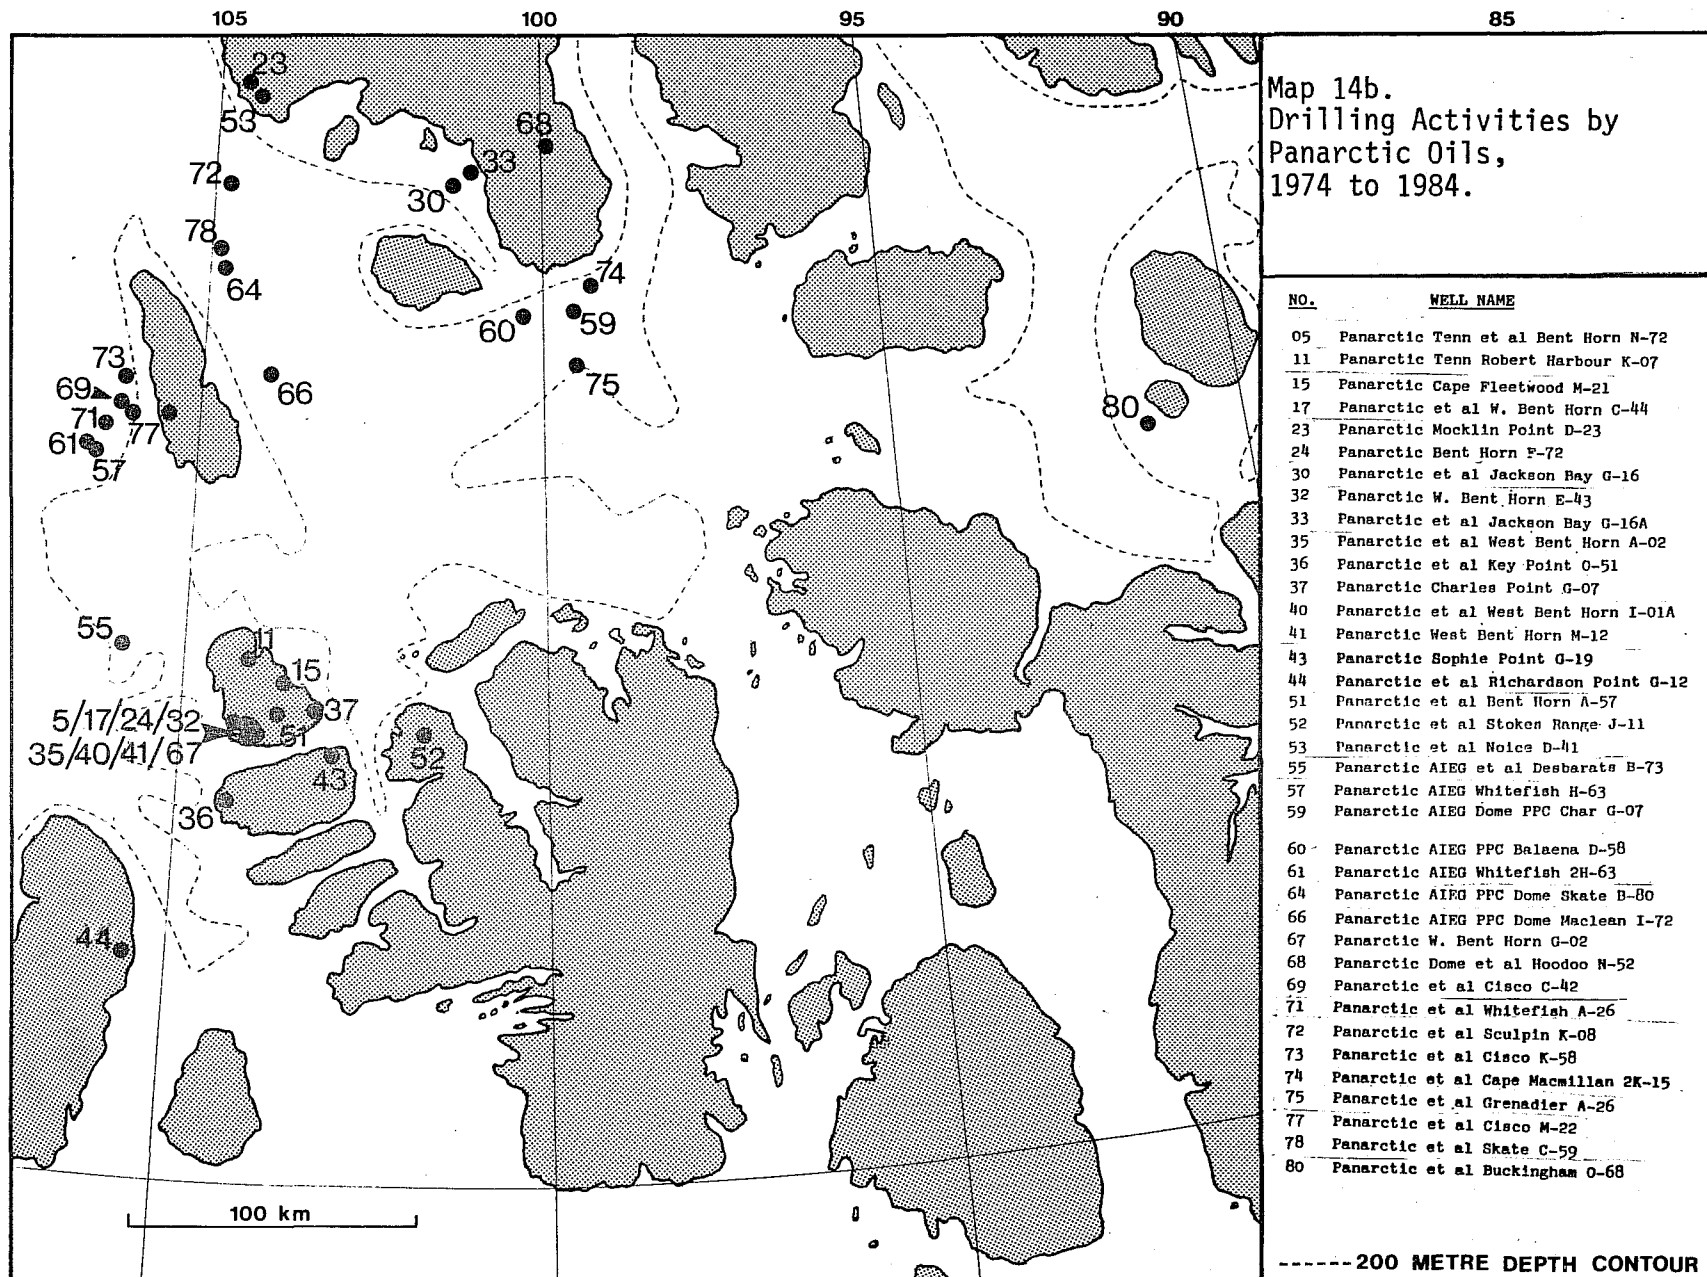 105 100 95 90 85
23
53
68
33
72
30
78
64
74
60
59
73
69
66
75
71
77
80
61
57
55
11
15
5/17/24/32
37
51
35/40/41/67
52
43
36
44
100 km
Map 14b.
Drilling Activities by
Panarctic Oils,
1974 to 1984.
NO. WELL NAME
05 Panarctic Tenn et al Bent Horn N-72
11 Panarctic Tenn Robert Harbour K-07
15 Panarctic Cape Fleetwood M-21
17 Panarctic et al W. Bent Horn C-44
23 Panarctic Mocklin Point D-23
24 Panarctic Bent Horn F-72
30 Panarctic et al Jackson Bay G-16
32 Panarctic W. Bent Horn E-43
33 Panarctic et al Jackson Bay G-16A
35 Panarctic et al West Bent Horn A-02
36 Panarctic et al Key Point O-51
37 Panarctic Charles Point G-07
40 Panarctic et al West Bent Horn I-01A
41 Panarctic West Bent Horn M-12
43 Panarctic Sophie Point G-19
44 Panarctic et al Richardson Point G-12
51 Panarctic et al Bent Horn A-57
52 Panarctic et al Stokes Range J-11
53 Panarctic et al Noice D-41
55 Panarctic AIEG et al Desbarats B-73
57 Panarctic AIEG Whitefish H-63
59 Panarctic AIEG Dome PPC Char G-07
60 Panarctic AIEG PPC Balaena D-58
61 Panarctic AIEG Whitefish 2H-63
64 Panarctic AIEG PPC Dome Skate B-80
66 Panarctic AIEG PPC Dome Maclean I-72
67 Panarctic W. Bent Horn G-02
68 Panarctic Dome et al Hoodoo N-52
69 Panarctic et al Cisco C-42
71 Panarctic et al Whitefish A-26
72 Panarctic et al Sculpin K-08
73 Panarctic et al Cisco K-58
74 Panarctic et al Cape Macmillan 2K-15
75 Panarctic et al Grenadier A-26
77 Panarctic et al Cisco M-22
78 Panarctic et al Skate C-59
80 Panarctic et al Buckingham O-68
200 METRE DEPTH CONTOUR